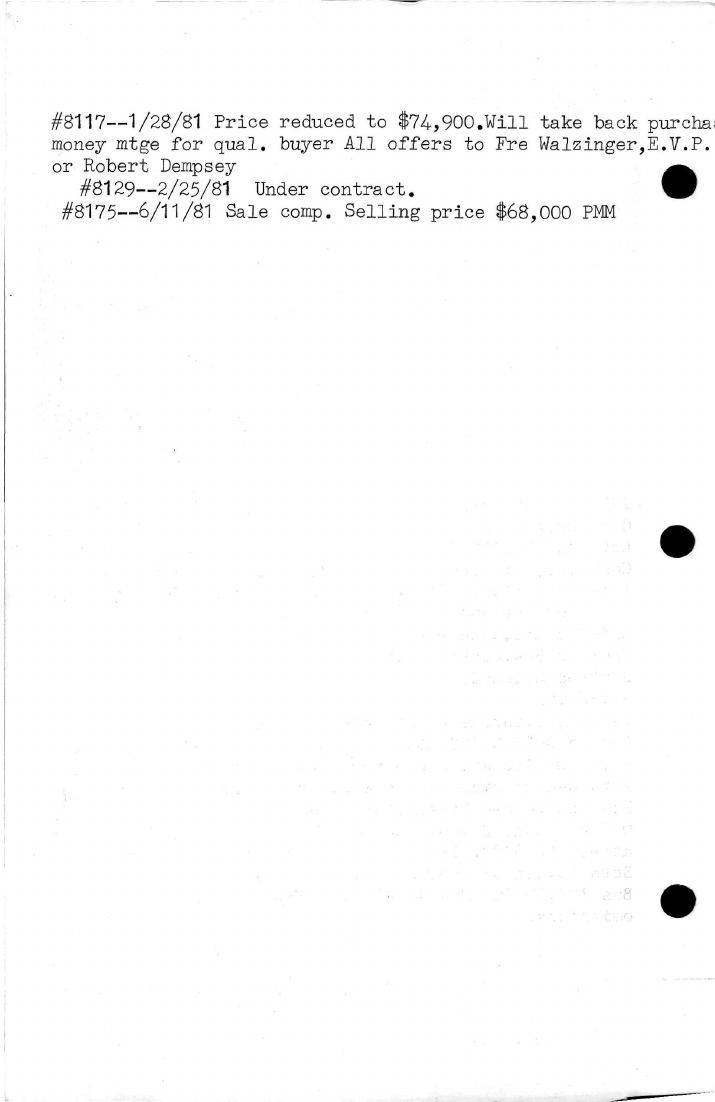 #8117--1/28/81 Price reduced to $74,900.Will take back purcha
money mtge for qual. buyer All offers to Fre Walzinger,E.V.P.
or Robert Dempsey
#8129--2/25/81 Under contract.
#8175--6/11/81 Sale comp. Selling price $68,000 PMM